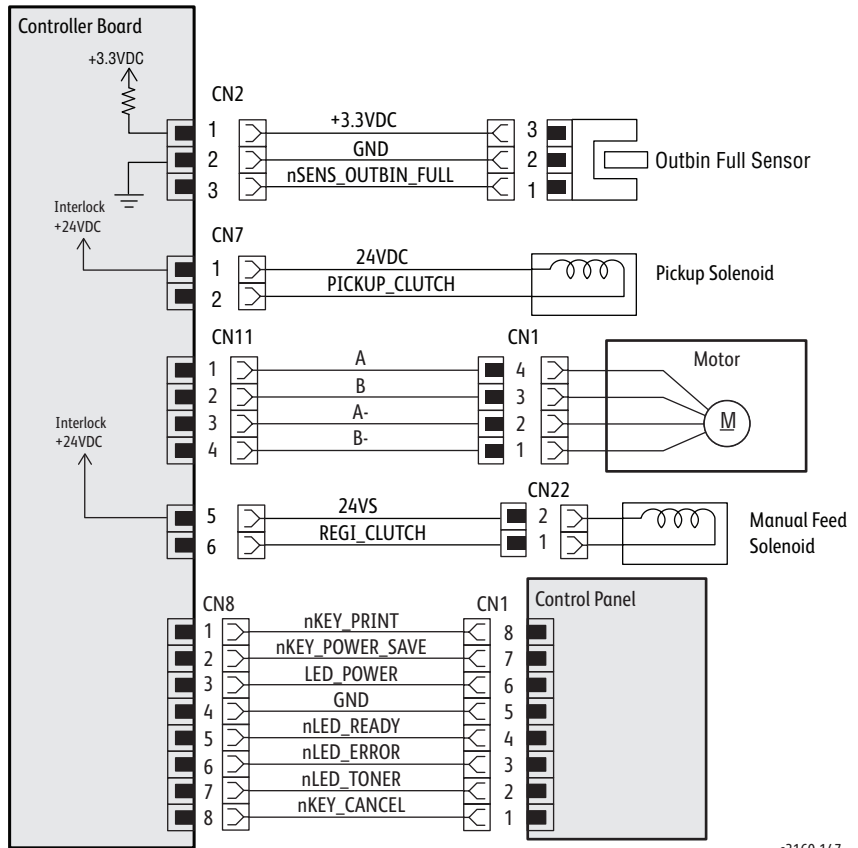 Controller Board
+3.3VDC
CN2
1 +3.3VDC 3
2 GND 2 Outbin Full Sensor
3 nSENS_OUTBIN_FULL 1
Interlock
+24VDC
CN7
1 24VDC
2 PICKUP_CLUTCH
Pickup Solenoid
CN11 CN1
Motor
1 A 4
2 B 3
3 A- 2
4 B- 1
M
Interlock
+24VDC
CN22
5 24VS 2
6 REGI_CLUTCH 1
Manual Feed
Solenoid
CN8 CN1 Control Panel
1 nKEY_PRINT 8
2 nKEY_POWER_SAVE 7
3 LED_POWER 6
4 GND 5
5 nLED_READY 4
6 nLED_ERROR 3
7 nLED_TONER 2
8 nKEY_CANCEL 1